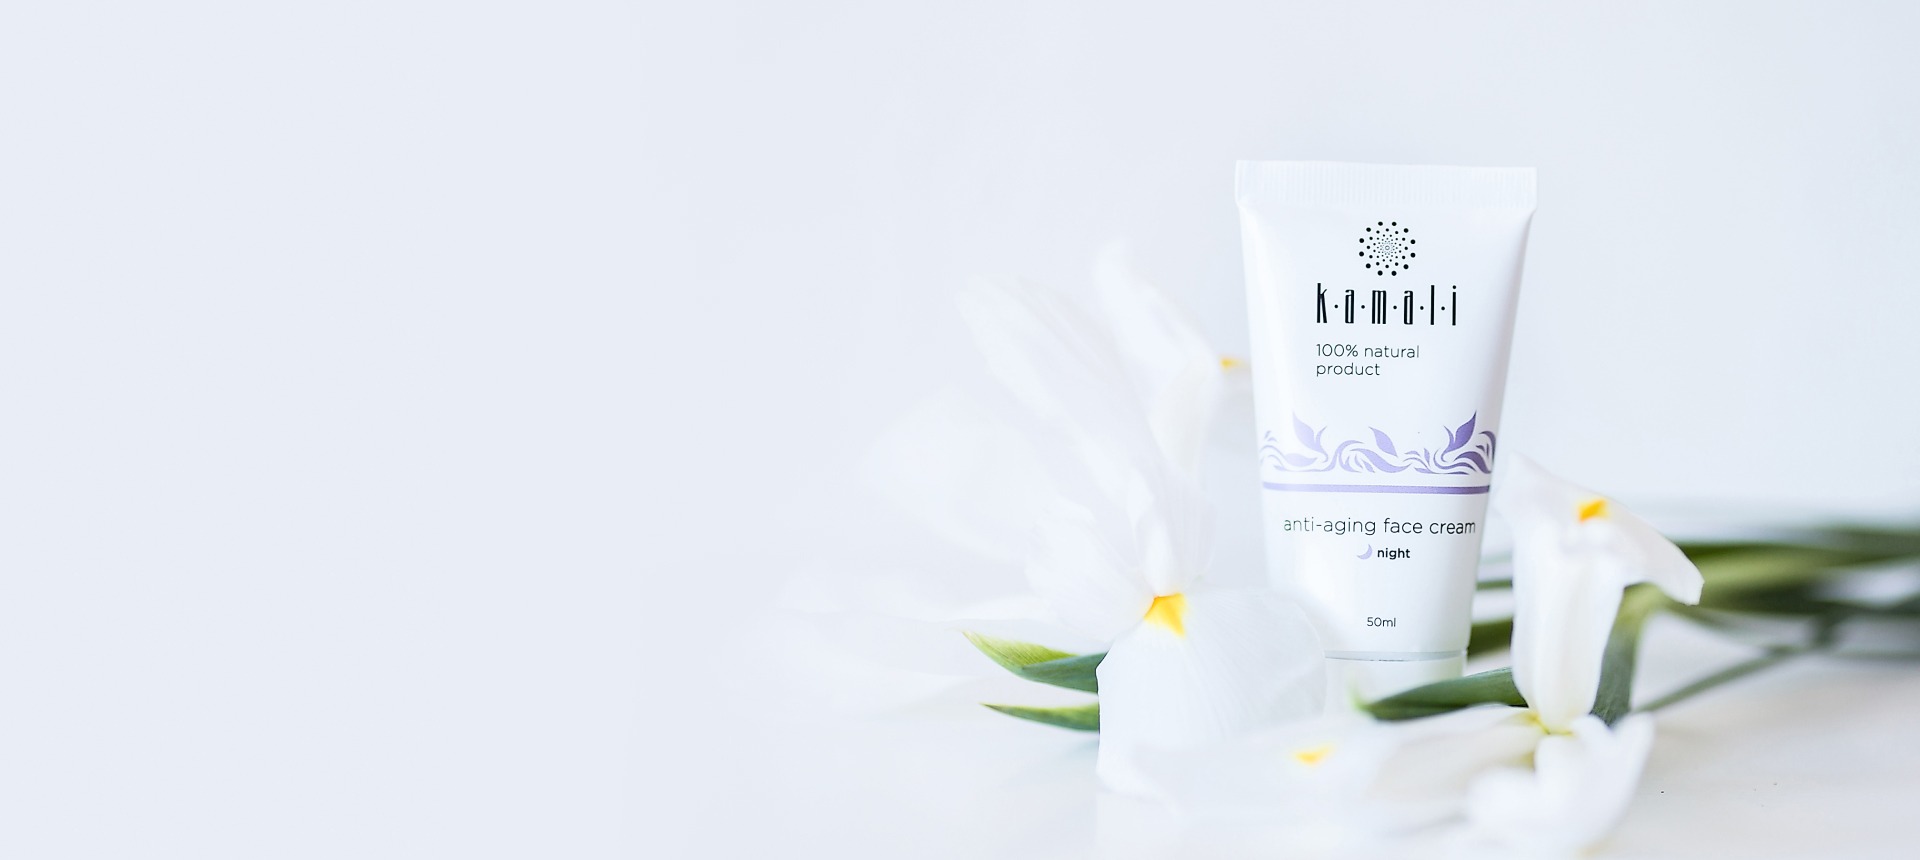 k·a·m·a·l·i
100% natural
product
anti-aging face cream
night
50ml